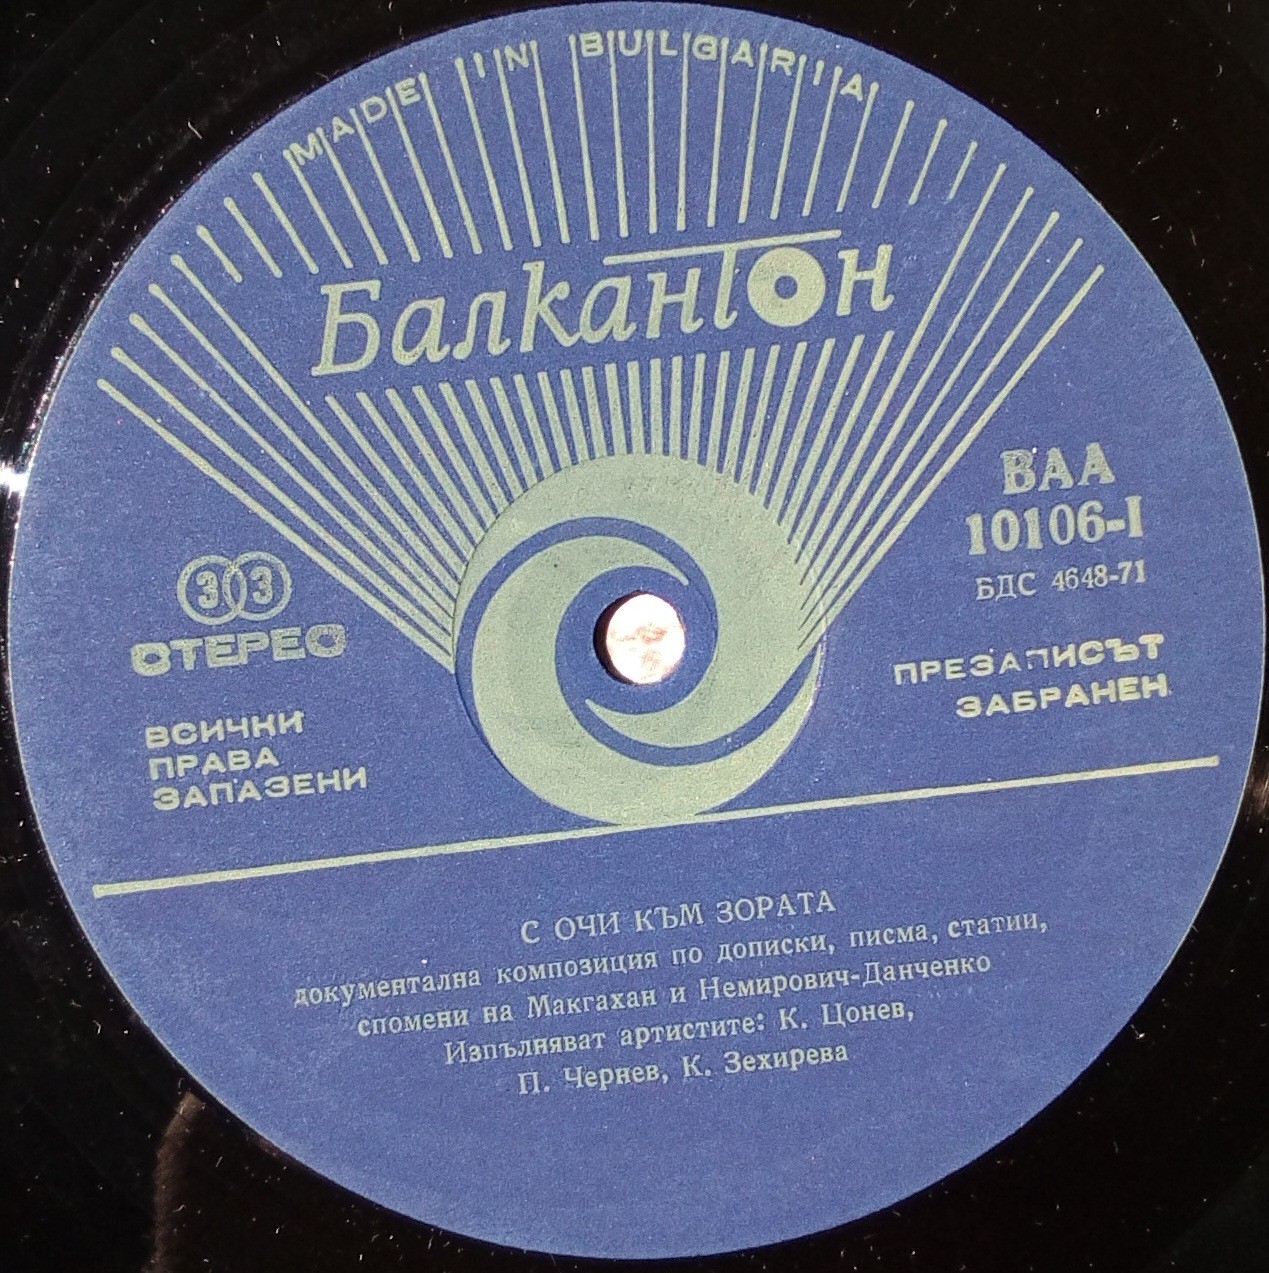 MADE IN BULGARIA
Балкантон
ВАА
10106-I
БДС 4648-71
33
СТЕРЕО
ПРЕЗАПИСЪТ
ЗАБРАНЕН
ВСИЧКИ
ПРАВА
ЗАПАЗЕНИ
С ОЧИ КЪМ ЗОРАТА
документална композиция по дописки, писма, статии,
спомени на Макгахан и Немирович-Данченко
Изпълняват артистите: К. Цонев,
П. Чернев, К. Зехирева